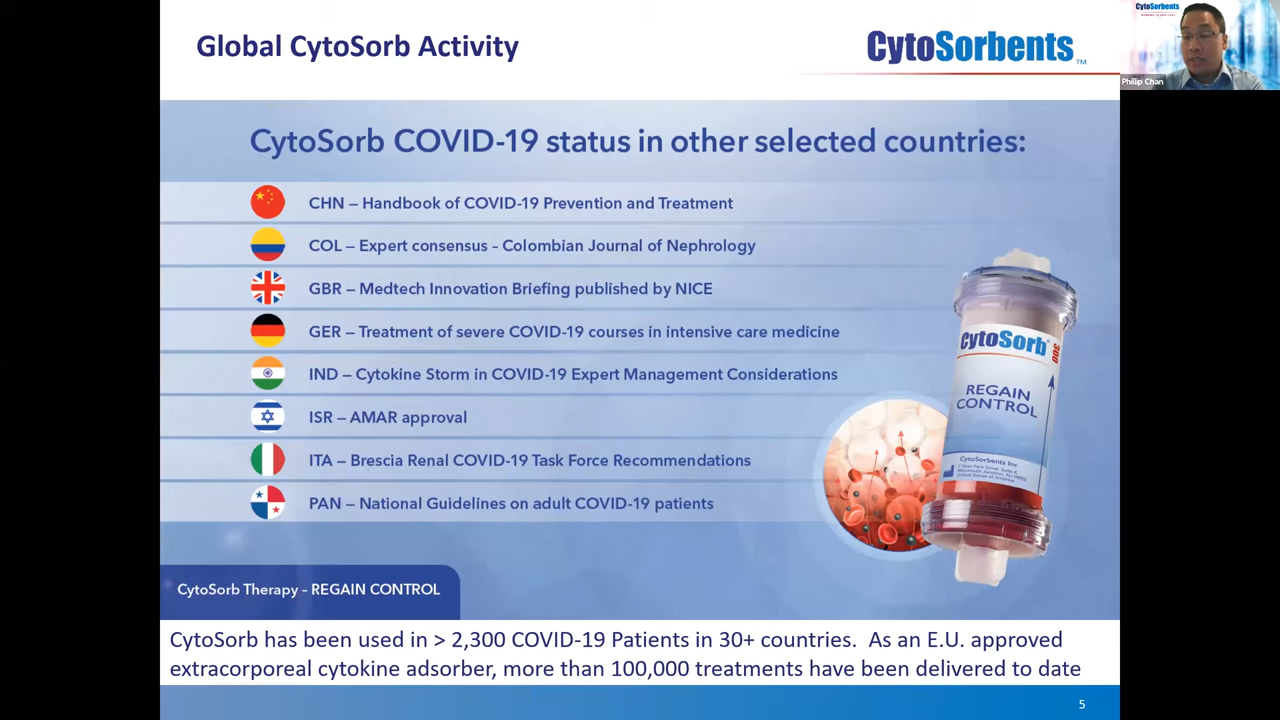 Global CytoSorb Activity
CytoSorbents™
CytoSorbents
Phillip Chan
CytoSorb COVID-19 status in other selected countries:
CHN – Handbook of COVID-19 Prevention and Treatment
COL – Expert consensus – Colombian Journal of Nephrology
GBR – Medtech Innovation Briefing published by NICE
GER – Treatment of severe COVID-19 courses in intensive care medicine
IND – Cytokine Storm in COVID-19 Expert Management Considerations
ISR – AMAR approval
ITA – Brescia Renal COVID-19 Task Force Recommendations
PAN – National Guidelines on adult COVID-19 patients
CytoSorb 300
REGAIN
CONTROL
CytoSorbents Inc
CytoSorb Therapy – REGAIN CONTROL
CytoSorb has been used in > 2,300 COVID-19 Patients in 30+ countries. As an E.U. approved
extracorporeal cytokine adsorber, more than 100,000 treatments have been delivered to date
5